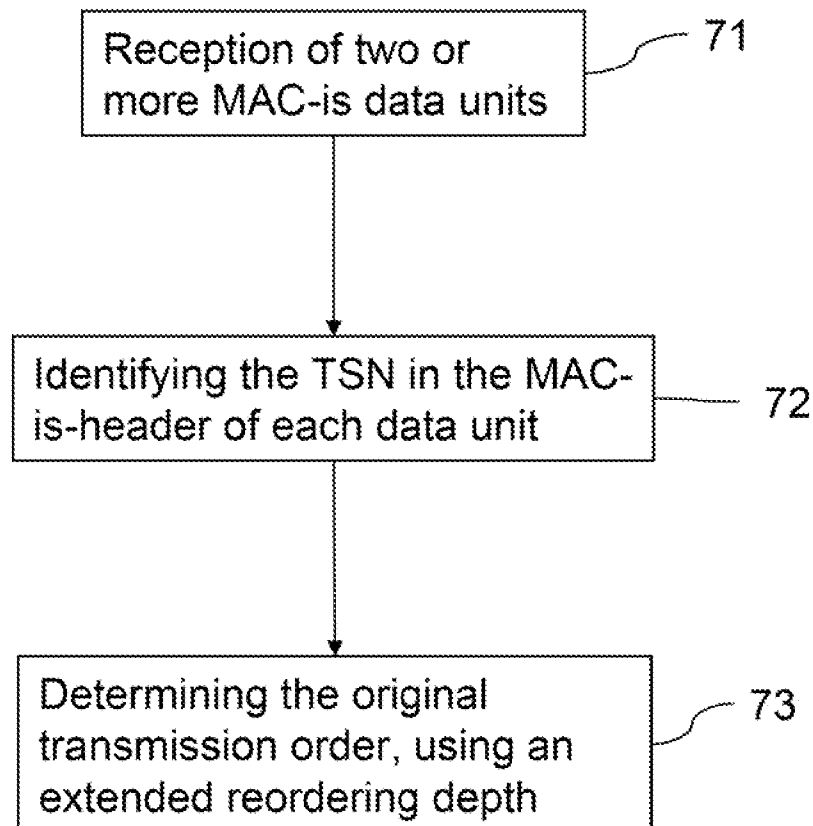 Reception of two or
more MAC-is data units
71
Identifying the TSN in the MAC-
is-header of each data unit
72
Determining the original
transmission order, using an
extended reordering depth
73